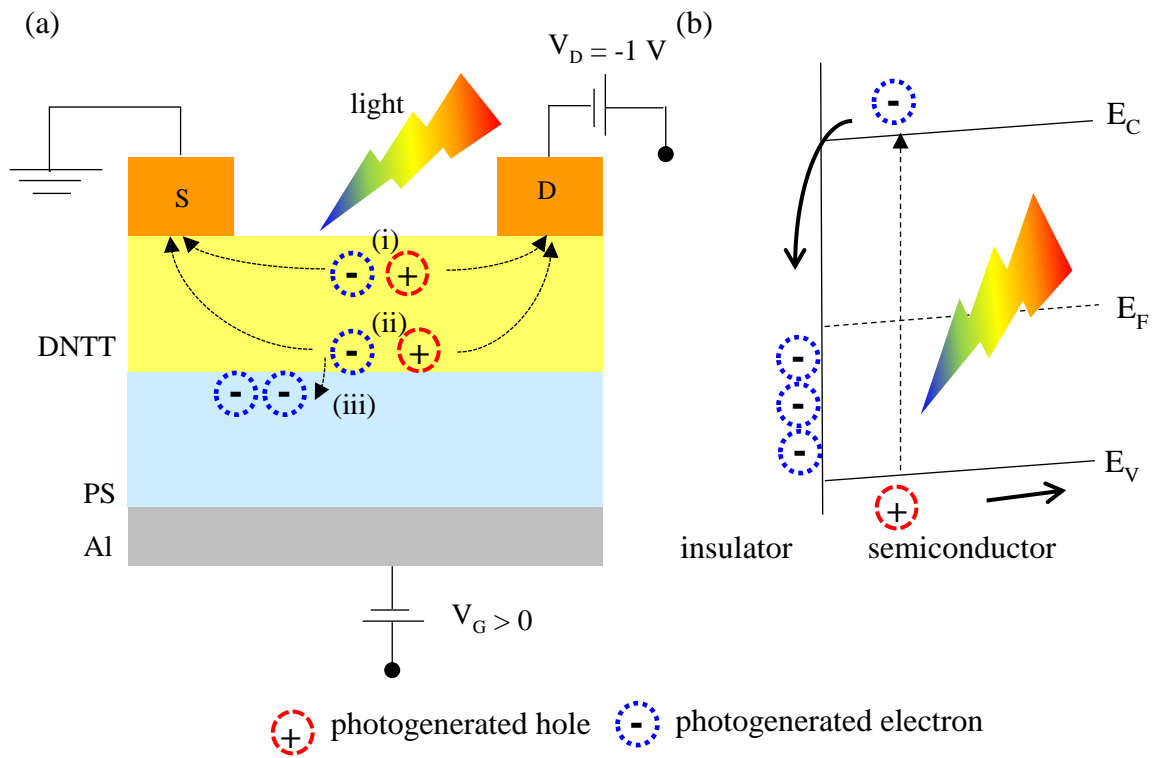 (a)
V_D = -1 V
light
S
D
(i)
- +
(ii)
DNTT
- +
- -
(iii)
PS
Al
V_G > 0
(b)
-
E_C
E_F
-
-
-
E_V
+
insulator semiconductor
+ photogenerated hole - photogenerated electron